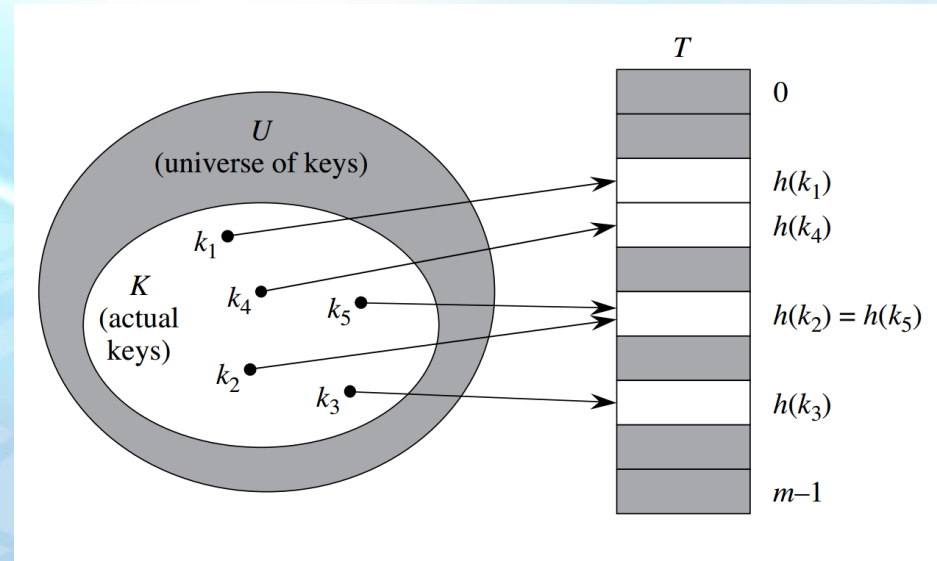 T
0
U
(universe of keys)
h(k₁)
k₁
h(k₄)
K
(actual
keys)
k₄
k₅
h(k₂) = h(k₅)
k₂
k₃
h(k₃)
m–1